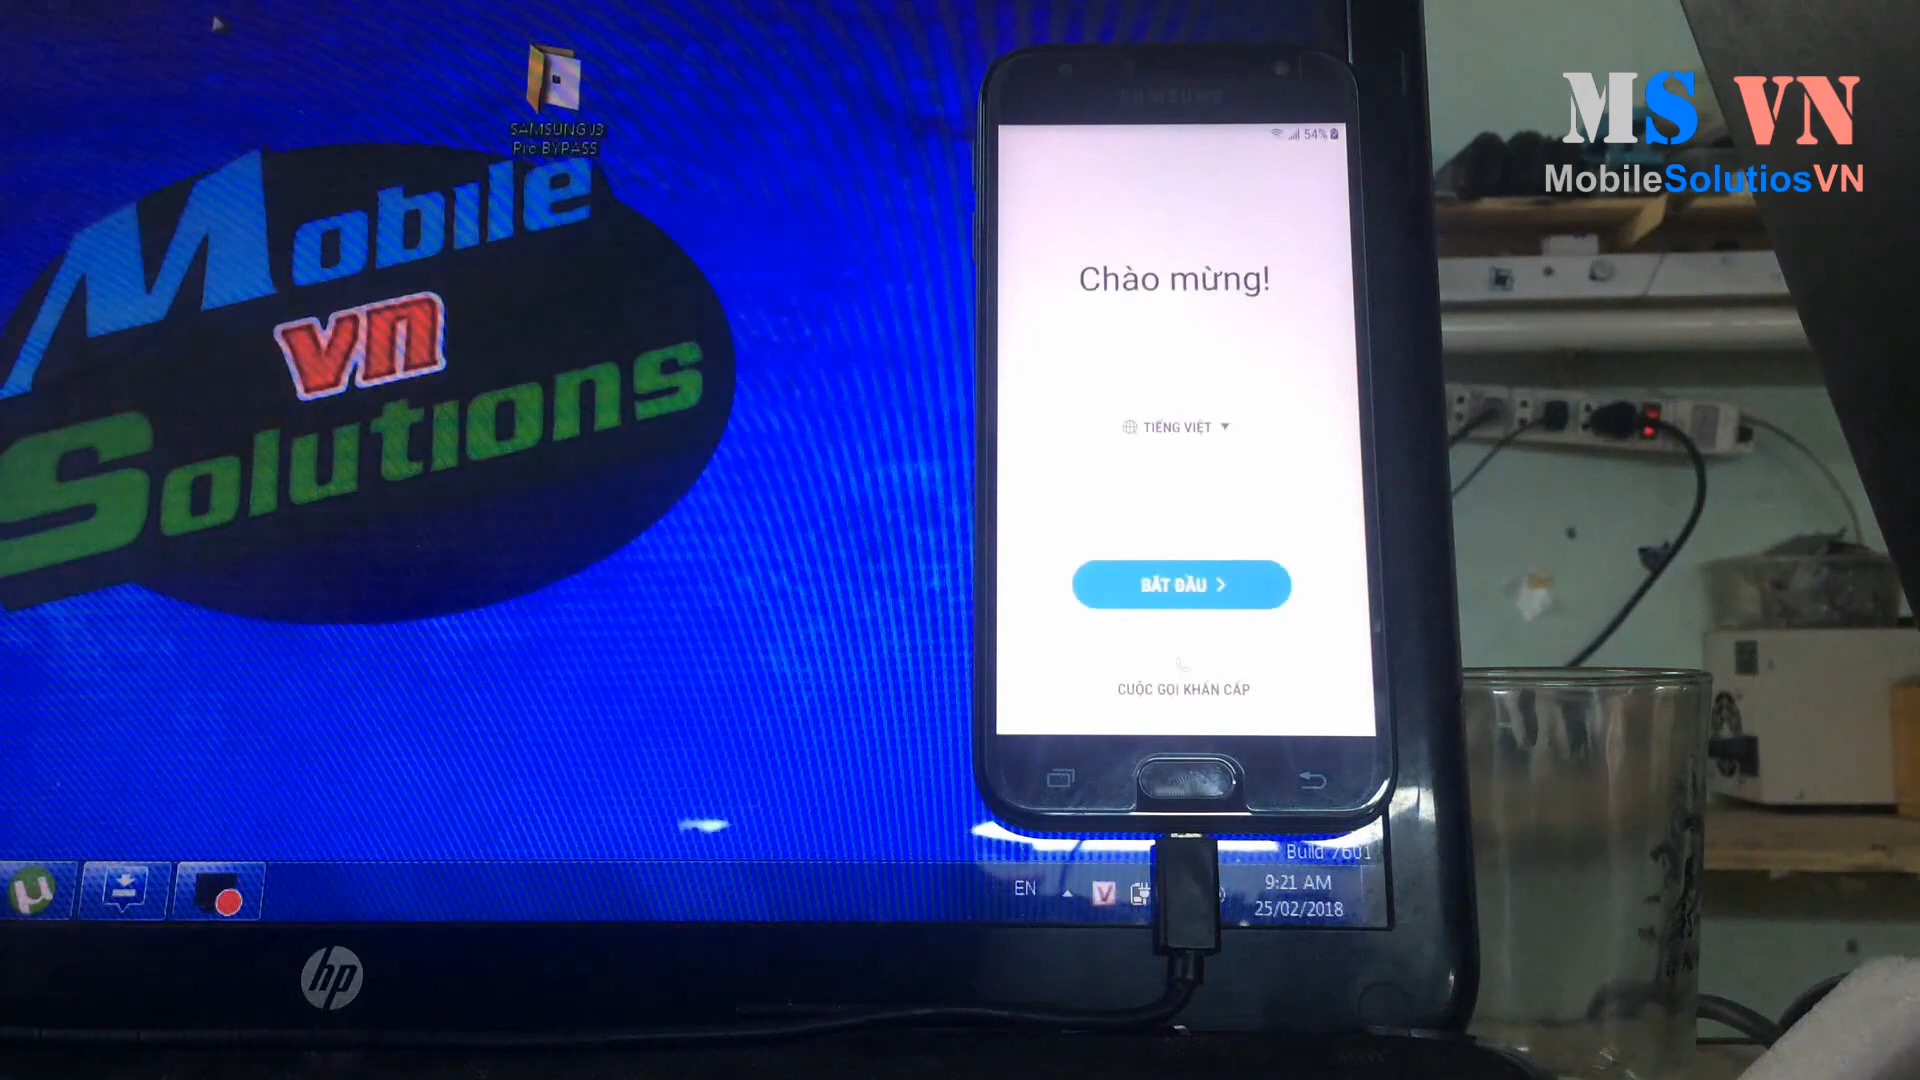 SAMSUNG J3
Pro BYPASS
Mobile
vn
Solutions
SAMSUNG
54%
Chào mừng!
TIẾNG VIỆT
BẮT ĐẦU
CUỘC GỌI KHẨN CẤP
MS VN
MobileSolutiosVN
Build 7601
EN
V
9:21 AM
25/02/2018
µ
hp